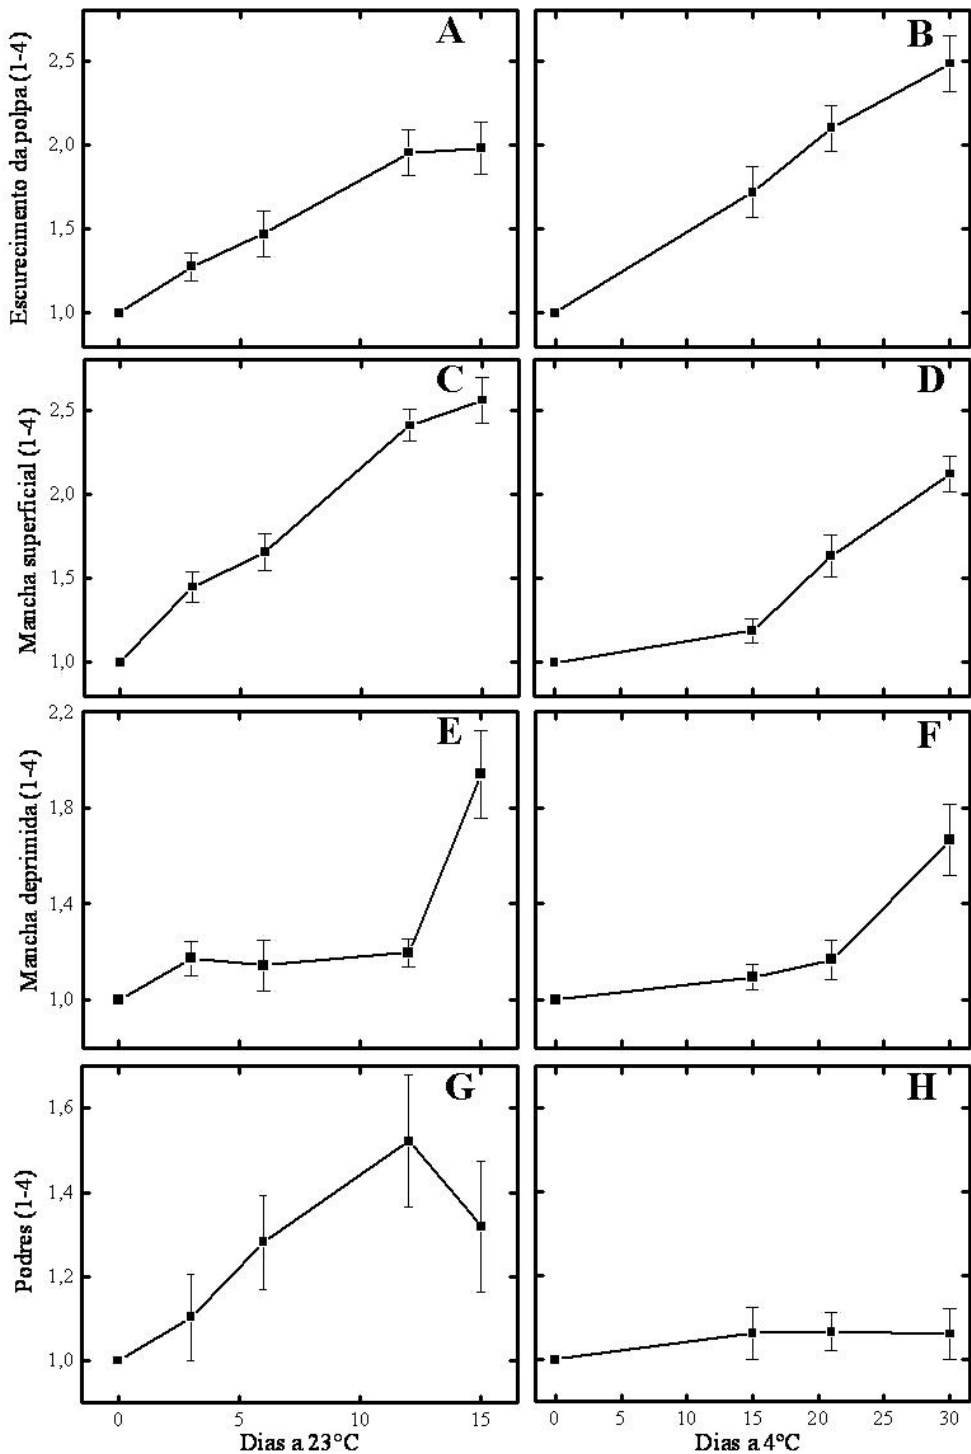 A
B
Escurecimento da polpa (1-4)
2,5
2,0
1,5
1,0
C
D
Mancha superficial (1-4)
2,5
2,0
1,5
1,0
E
F
Mancha deprimida (1-4)
2,2
1,8
1,4
1,0
G
H
Podres (1-4)
1,6
1,4
1,2
1,0
0 5 10 15
0 5 10 15 20 25 30
Dias a 23°C
Dias a 4ºC